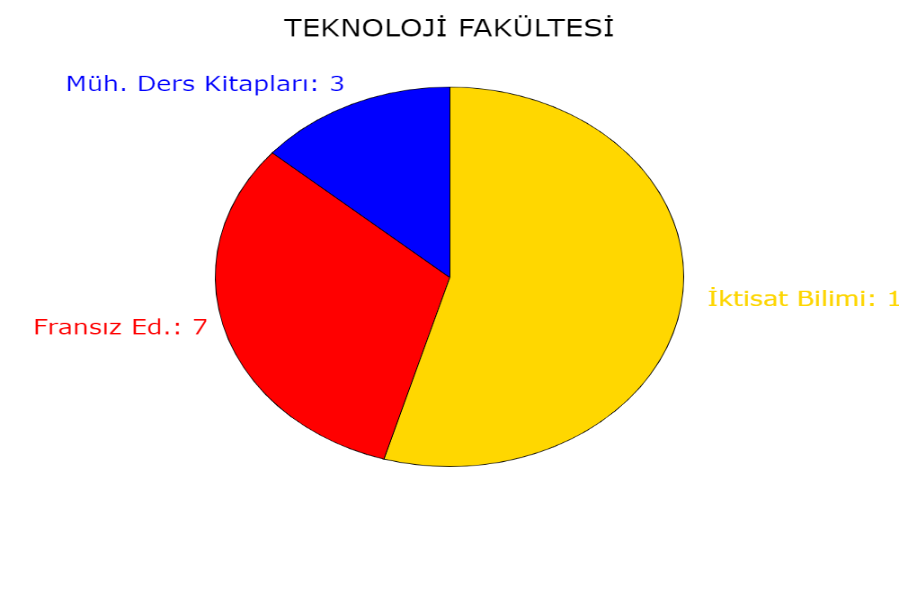 TEKNOLOJİ FAKÜLTESİ
Müh. Ders Kitapları: 3
İktisat Bilimi: 1
Fransız Ed.: 7